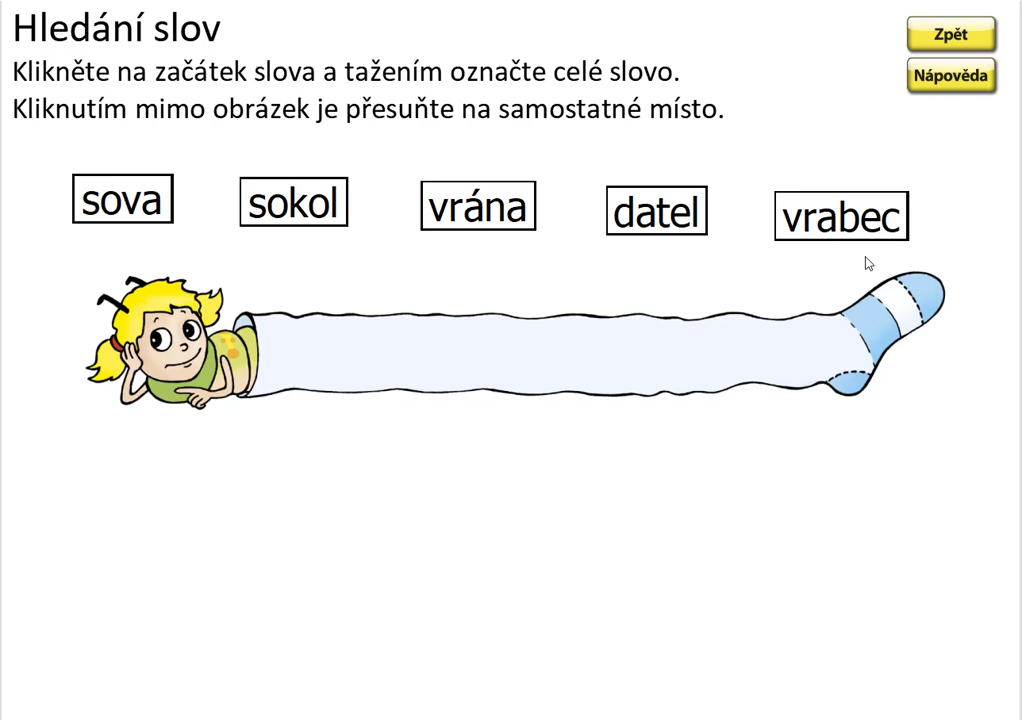 Hledání slov
Zpět
Klikněte na začátek slova a tažením označte celé slovo.
Nápověda
Kliknutím mimo obrázek je přesuňte na samostatné místo.
sova sokol vrána datel vrabec